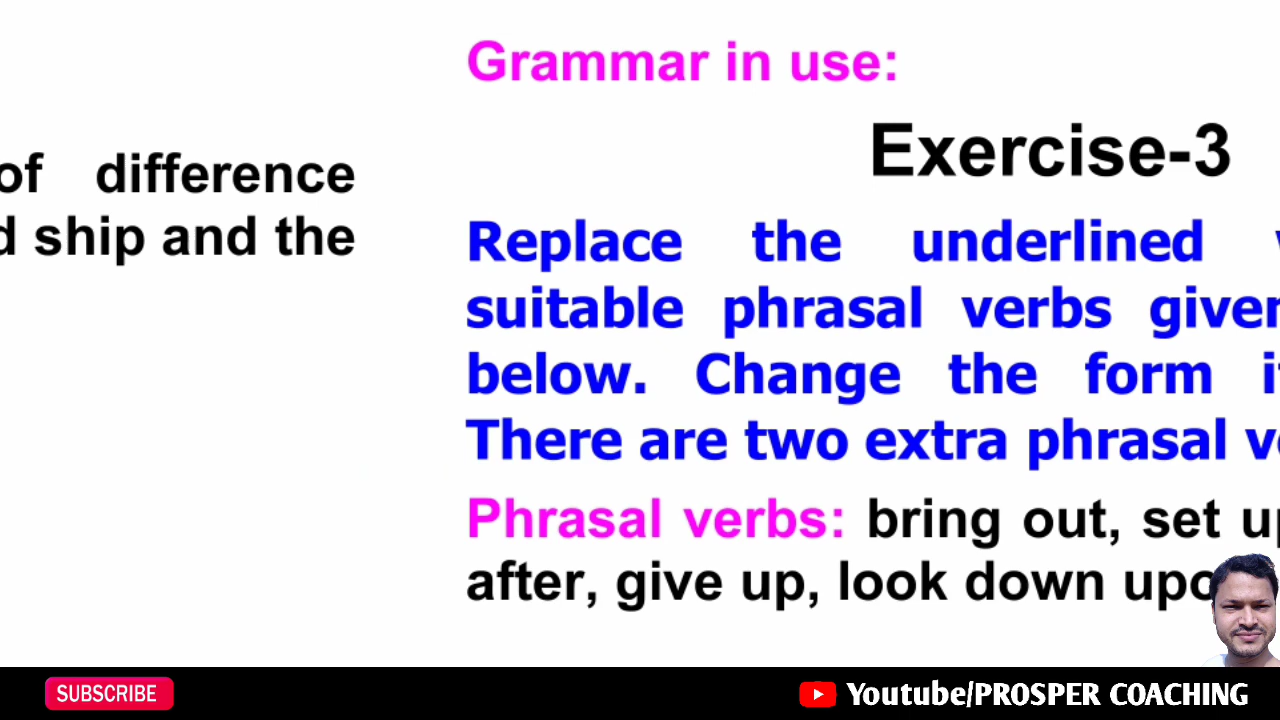 of difference
d ship and the
Grammar in use:
Exercise-3
Replace the underlined
suitable phrasal verbs given
below. Change the form
There are two extra phrasal
Phrasal verbs: bring out, set up
after, give up, look down
SUBSCRIBE
Youtube/PROSPER COACHING